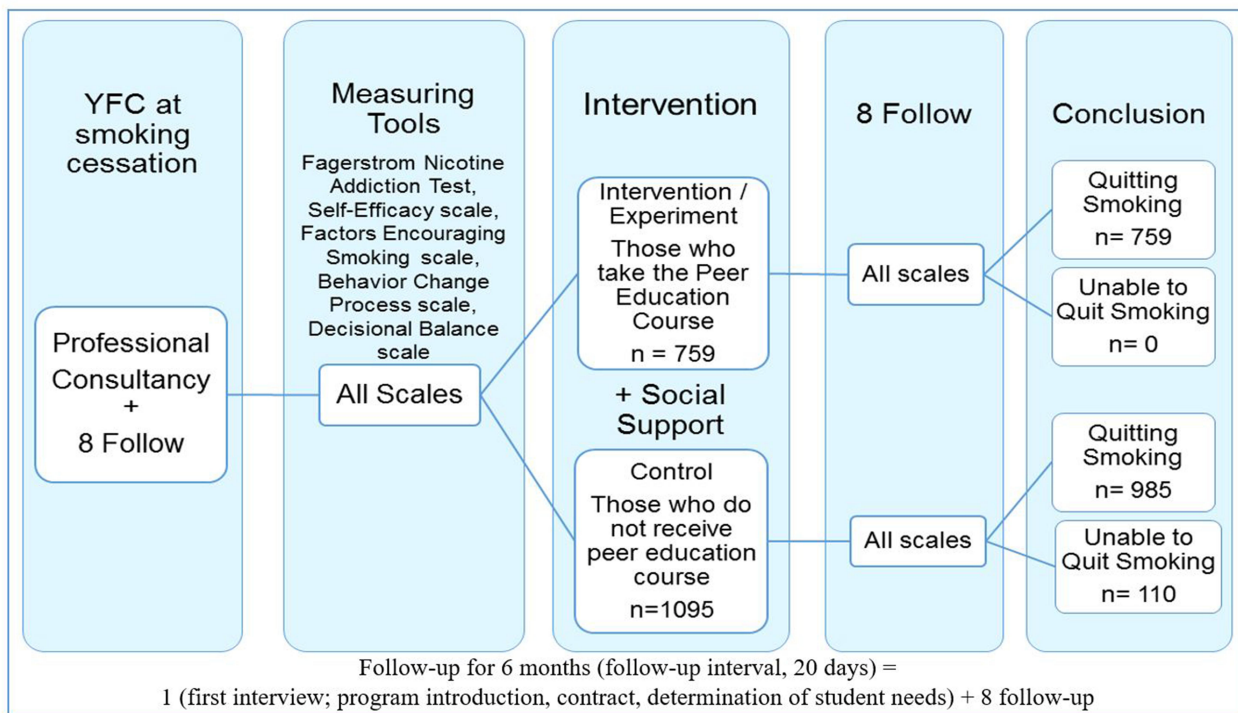 YFC at
smoking
cessation
Professional
Consultancy
+
8 Follow
Measuring
Tools
Fagerstrom Nicotine
Addiction Test,
Self-Efficacy scale,
Factors Encouraging
Smoking scale,
Behavior Change
Process scale,
Decisional Balance
scale
All Scales
Intervention
Intervention /
Experiment
Those who
take the Peer
Education
Course
n = 759
+ Social
Support
Control
Those who do
not receive
peer education
course
n=1095
8 Follow
All scales
All scales
Conclusion
Quitting
Smoking
n= 759
Unable to
Quit Smoking
n= 0
Quitting
Smoking
n= 985
Unable to
Quit Smoking
n= 110
Follow-up for 6 months (follow-up interval, 20 days) =
1 (first interview; program introduction, contract, determination of student needs) + 8 follow-up